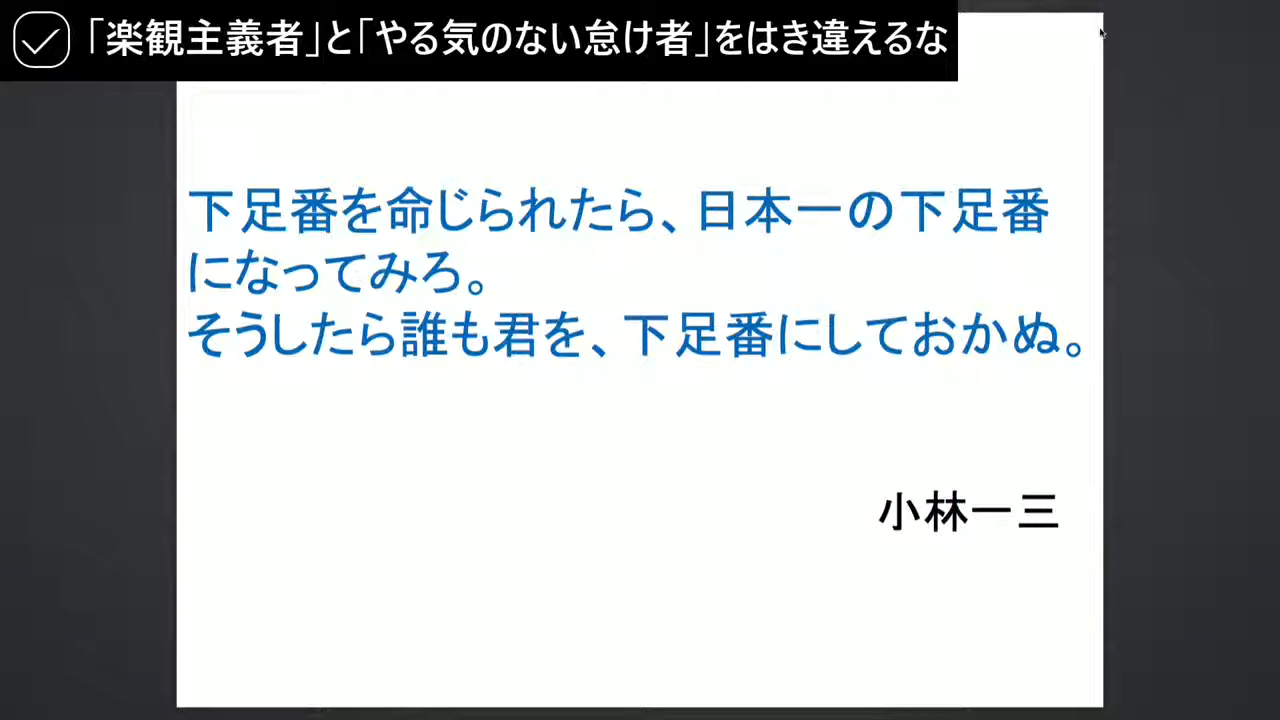 「楽観主義者」と「やる気のない怠け者」をはき違えるな
下足番を命じられたら、日本一の下足番
になってみろ。
そうしたら誰も君を、下足番にしておかぬ。
小林一三